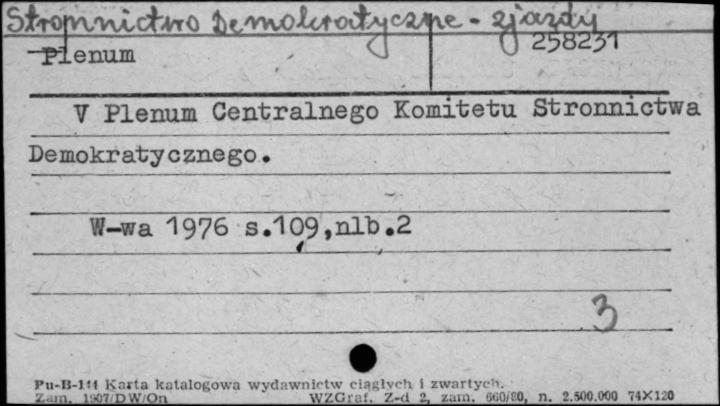 Stronnictwo Demokratyczne - zjazdy
258231
Plenum
V Plenum Centralnego Komitetu Stronnictwa
Demokratycznego.
W-wa 1976 s.109,nlb.2
3
Pu-B-144 Karta katalogowa wydawnictw ciągłych i zwartych.
Zam. 1907/DW/On WZGraf. Z-d 2, zam. 660/80, n. 2.500.000 74X120